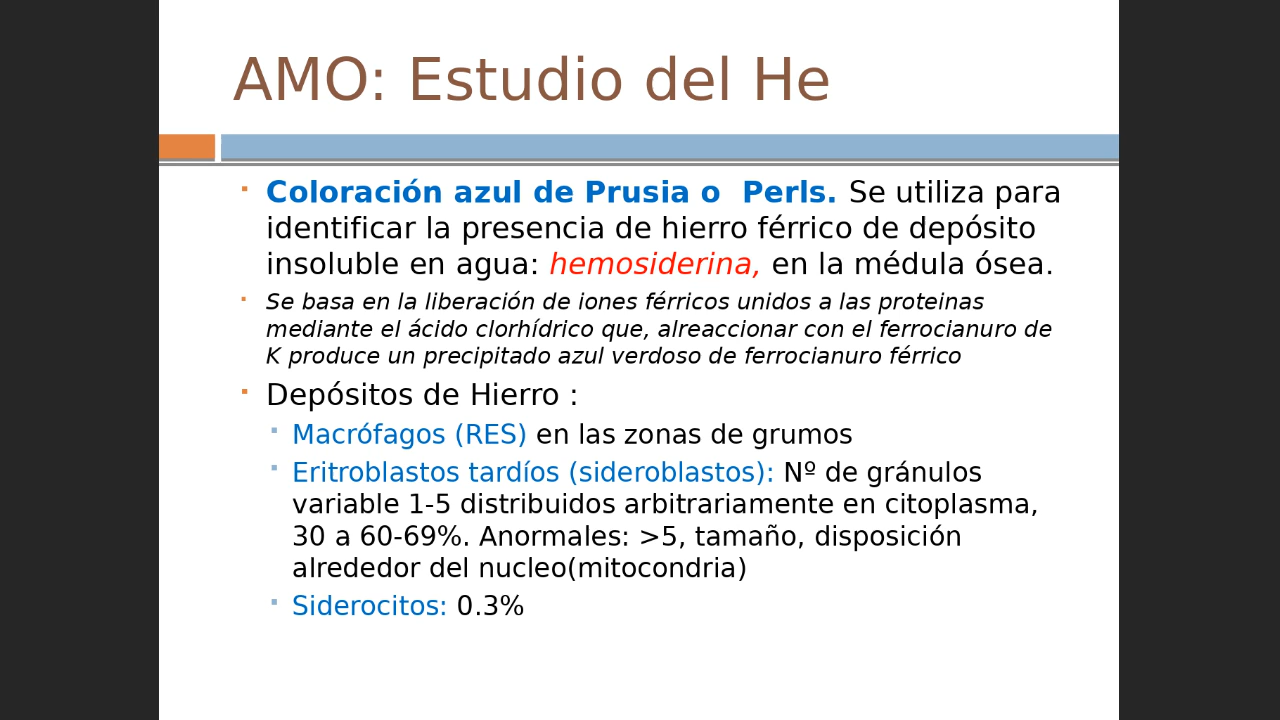 AMO: Estudio del He
Coloración azul de Prusia o  Perls. Se utiliza para
identificar la presencia de hierro férrico de depósito
insoluble en agua: hemosiderina, en la médula ósea.
Se basa en la liberación de iones férricos unidos a las proteinas
mediante el ácido clorhídrico que, alreaccionar con el ferrocianuro de
K produce un precipitado azul verdoso de ferrocianuro férrico
Depósitos de Hierro :
Macrófagos (RES) en las zonas de grumos
Eritroblastos tardíos (sideroblastos): Nº de gránulos
variable 1-5 distribuidos arbitrariamente en citoplasma,
30 a 60-69%. Anormales: >5, tamaño, disposición
alrededor del nucleo(mitocondria)
Siderocitos: 0.3%